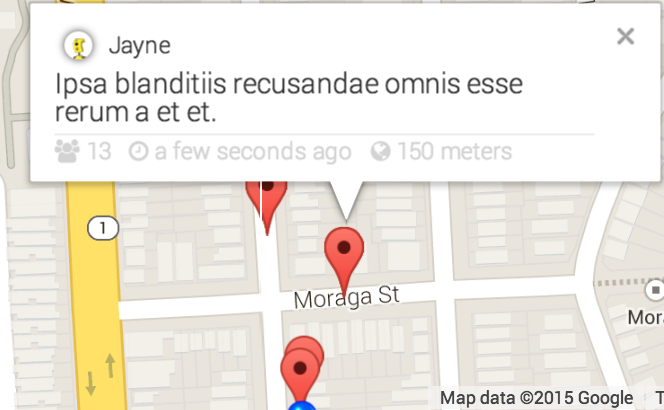 Jayne
Ipsa blanditiis recusandae omnis esse
rerum a et et.
13 a few seconds ago 150 meters
1
Moraga St
Map data ©2015 Google